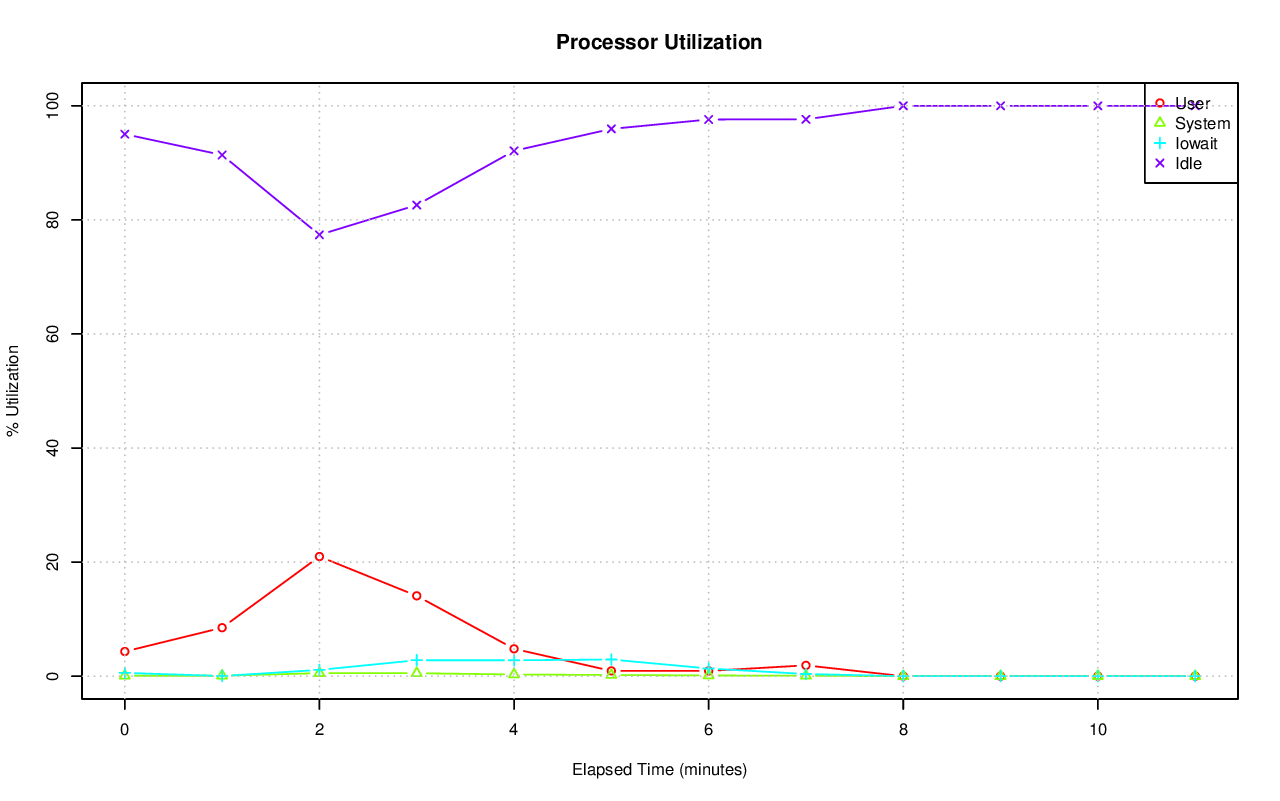 Processor Utilization
% Utilization
100
80
60
40
20
0
User
System
Iowait
Idle
0 2 4 6 8 10
Elapsed Time (minutes)